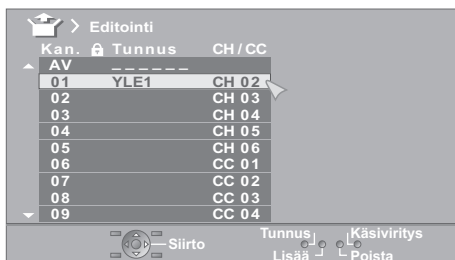 > Editointi
Kan. Tunnus CH/CC
AV _ _ _ _ _ _
01 YLE1 CH 02
02 CH 03
03 CH 04
04 CH 05
05 CH 06
06 CC 01
07 CC 02
08 CC 03
09 CC 04
Siirto Tunnus Käsiviritys
Lisää Poista